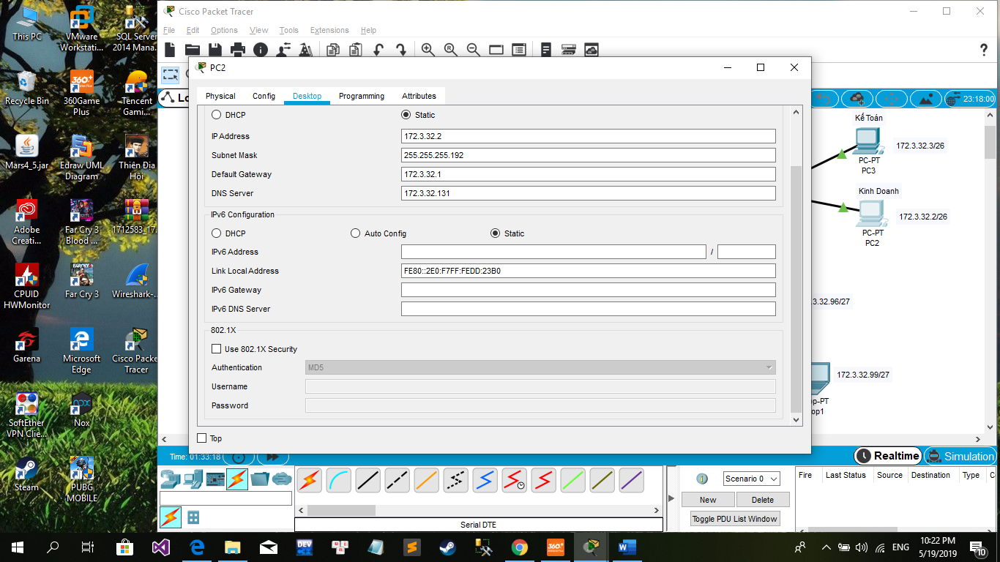 This PC
VMware
Workstati...
SQL Server
2014 Mana...
Recycle Bin
360Game
Plus
Tencent
Gami...
Mars4_5.jar
Edraw UML
Diagram
Thiên Địa
Hội
Adobe
Creati...
Far Cry 3
Blood ...
1712583_17...
CPUID
HWMonitor
Far Cry 3
Wireshark-...
Garena
Microsoft
Edge
Cisco Packe
Tracer
SoftEther
VPN Clie...
Nox
Steam
PUBG
MOBILE
Cisco Packet Tracer
File Edit Options View Tools Extensions Help
Lo
23:18:00
PC2
Physical Config Desktop Programming Attributes
DHCP Static
IP Address 172.3.32.2
Subnet Mask 255.255.255.192
Default Gateway 172.3.32.1
DNS Server 172.3.32.131
IPv6 Configuration
DHCP Auto Config Static
IPv6 Address /
Link Local Address FE80::2E0:F7FF:FEDD:23B0
IPv6 Gateway
IPv6 DNS Server
802.1X
Use 802.1X Security
Authentication MD5
Username
Password
Top
Kế Toán
172.3.32.3/26
PC-PT
PC3
Kinh Doanh
172.3.32.2/26
PC-PT
PC2
.3.32.96/27
172.3.32.99/27
op-PT
op1
Time: 01:33:18
Realtime Simulation
Scenario 0
New Delete
Toggle PDU List Window
Fire Last Status Source Destination Type C
Serial DTE
ENG
10:22 PM
5/19/2019
10